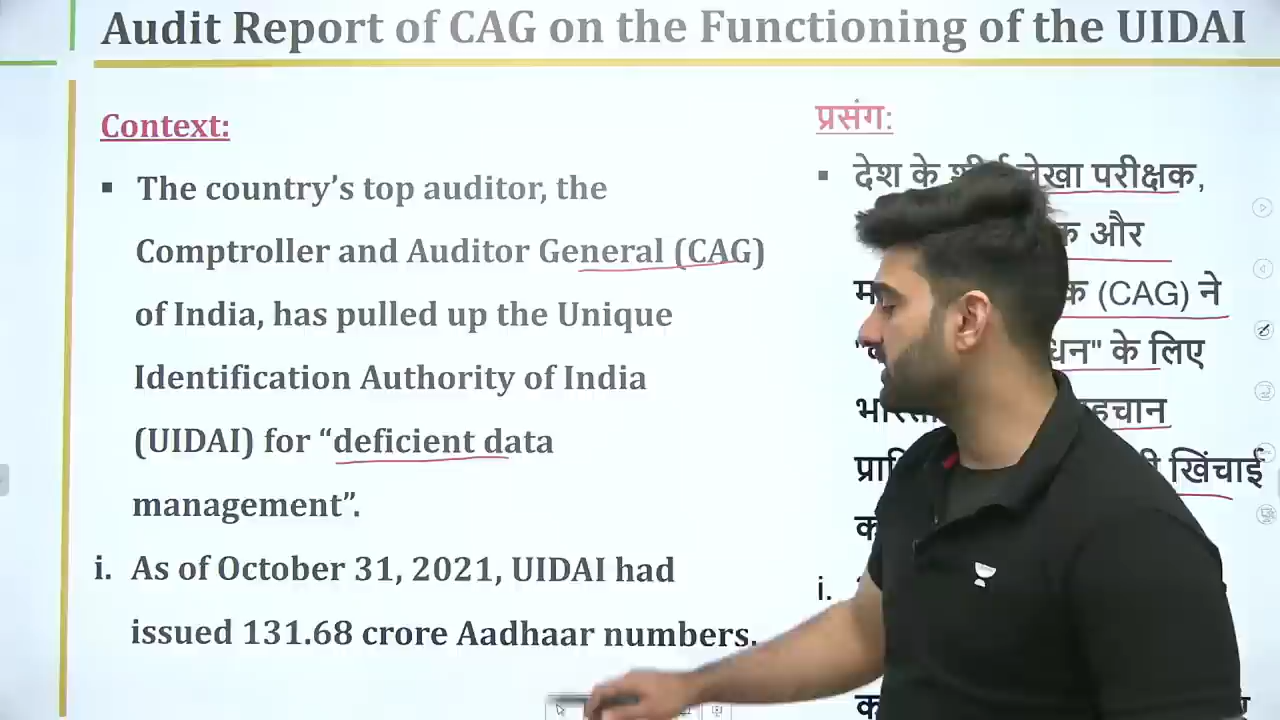 Audit Report of CAG on the Functioning of the UIDAI
Context:
▪ The country’s top auditor, the
Comptroller and Auditor General (CAG)
of India, has pulled up the Unique
Identification Authority of India
(UIDAI) for “deficient data
management”.
i. As of October 31, 2021, UIDAI had
issued 131.68 crore Aadhaar numbers.
प्रसंग:
▪ देश के लेखा परीक्षक,
और
(CAG) ने
के लिए
खिंचाई
i.